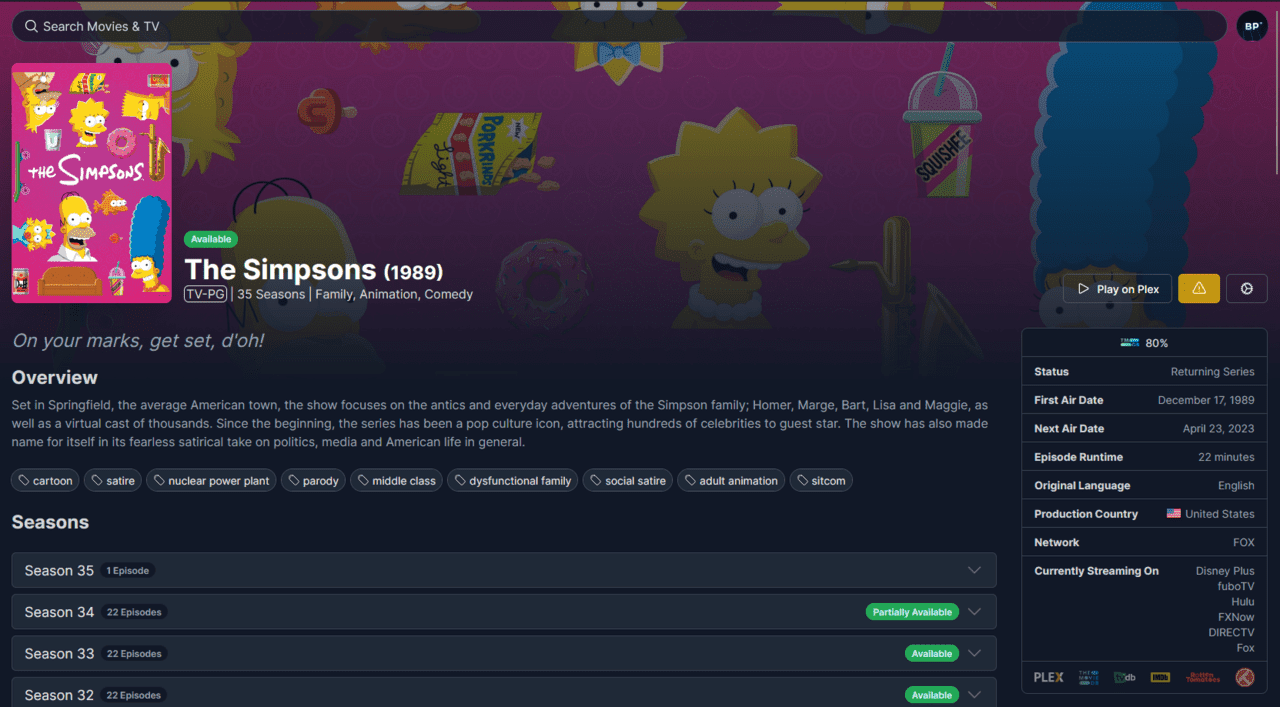 Search Movies & TV
BP
THE SIMPSONS
NEW
PORKRINDS
Light
SQUISHEE
Available
The Simpsons (1989)
TV-PG | 35 Seasons | Family, Animation, Comedy
Play on Plex
On your marks, get set, d'oh!
Overview
Set in Springfield, the average American town, the show focuses on the antics and everyday adventures of the Simpson family; Homer, Marge, Bart, Lisa and Maggie, as
well as a virtual cast of thousands. Since the beginning, the series has been a pop culture icon, attracting hundreds of celebrities to guest star. The show has also made
name for itself in its fearless satirical take on politics, media and American life in general.
cartoon
satire
nuclear power plant
parody
middle class
dysfunctional family
social satire
adult animation
sitcom
Seasons
Season 35 1 Episode
Season 34 22 Episodes Partially Available
Season 33 22 Episodes Available
Season 32 22 Episodes Available
80%
Status Returning Series
First Air Date December 17, 1989
Next Air Date April 23, 2023
Episode Runtime 22 minutes
Original Language English
Production Country United States
Network FOX
Currently Streaming On Disney Plus
fuboTV
Hulu
FXNow
DIRECTV
Fox
PLEX THE MOVIE DB tvdb IMDb Rotten Tomatoes